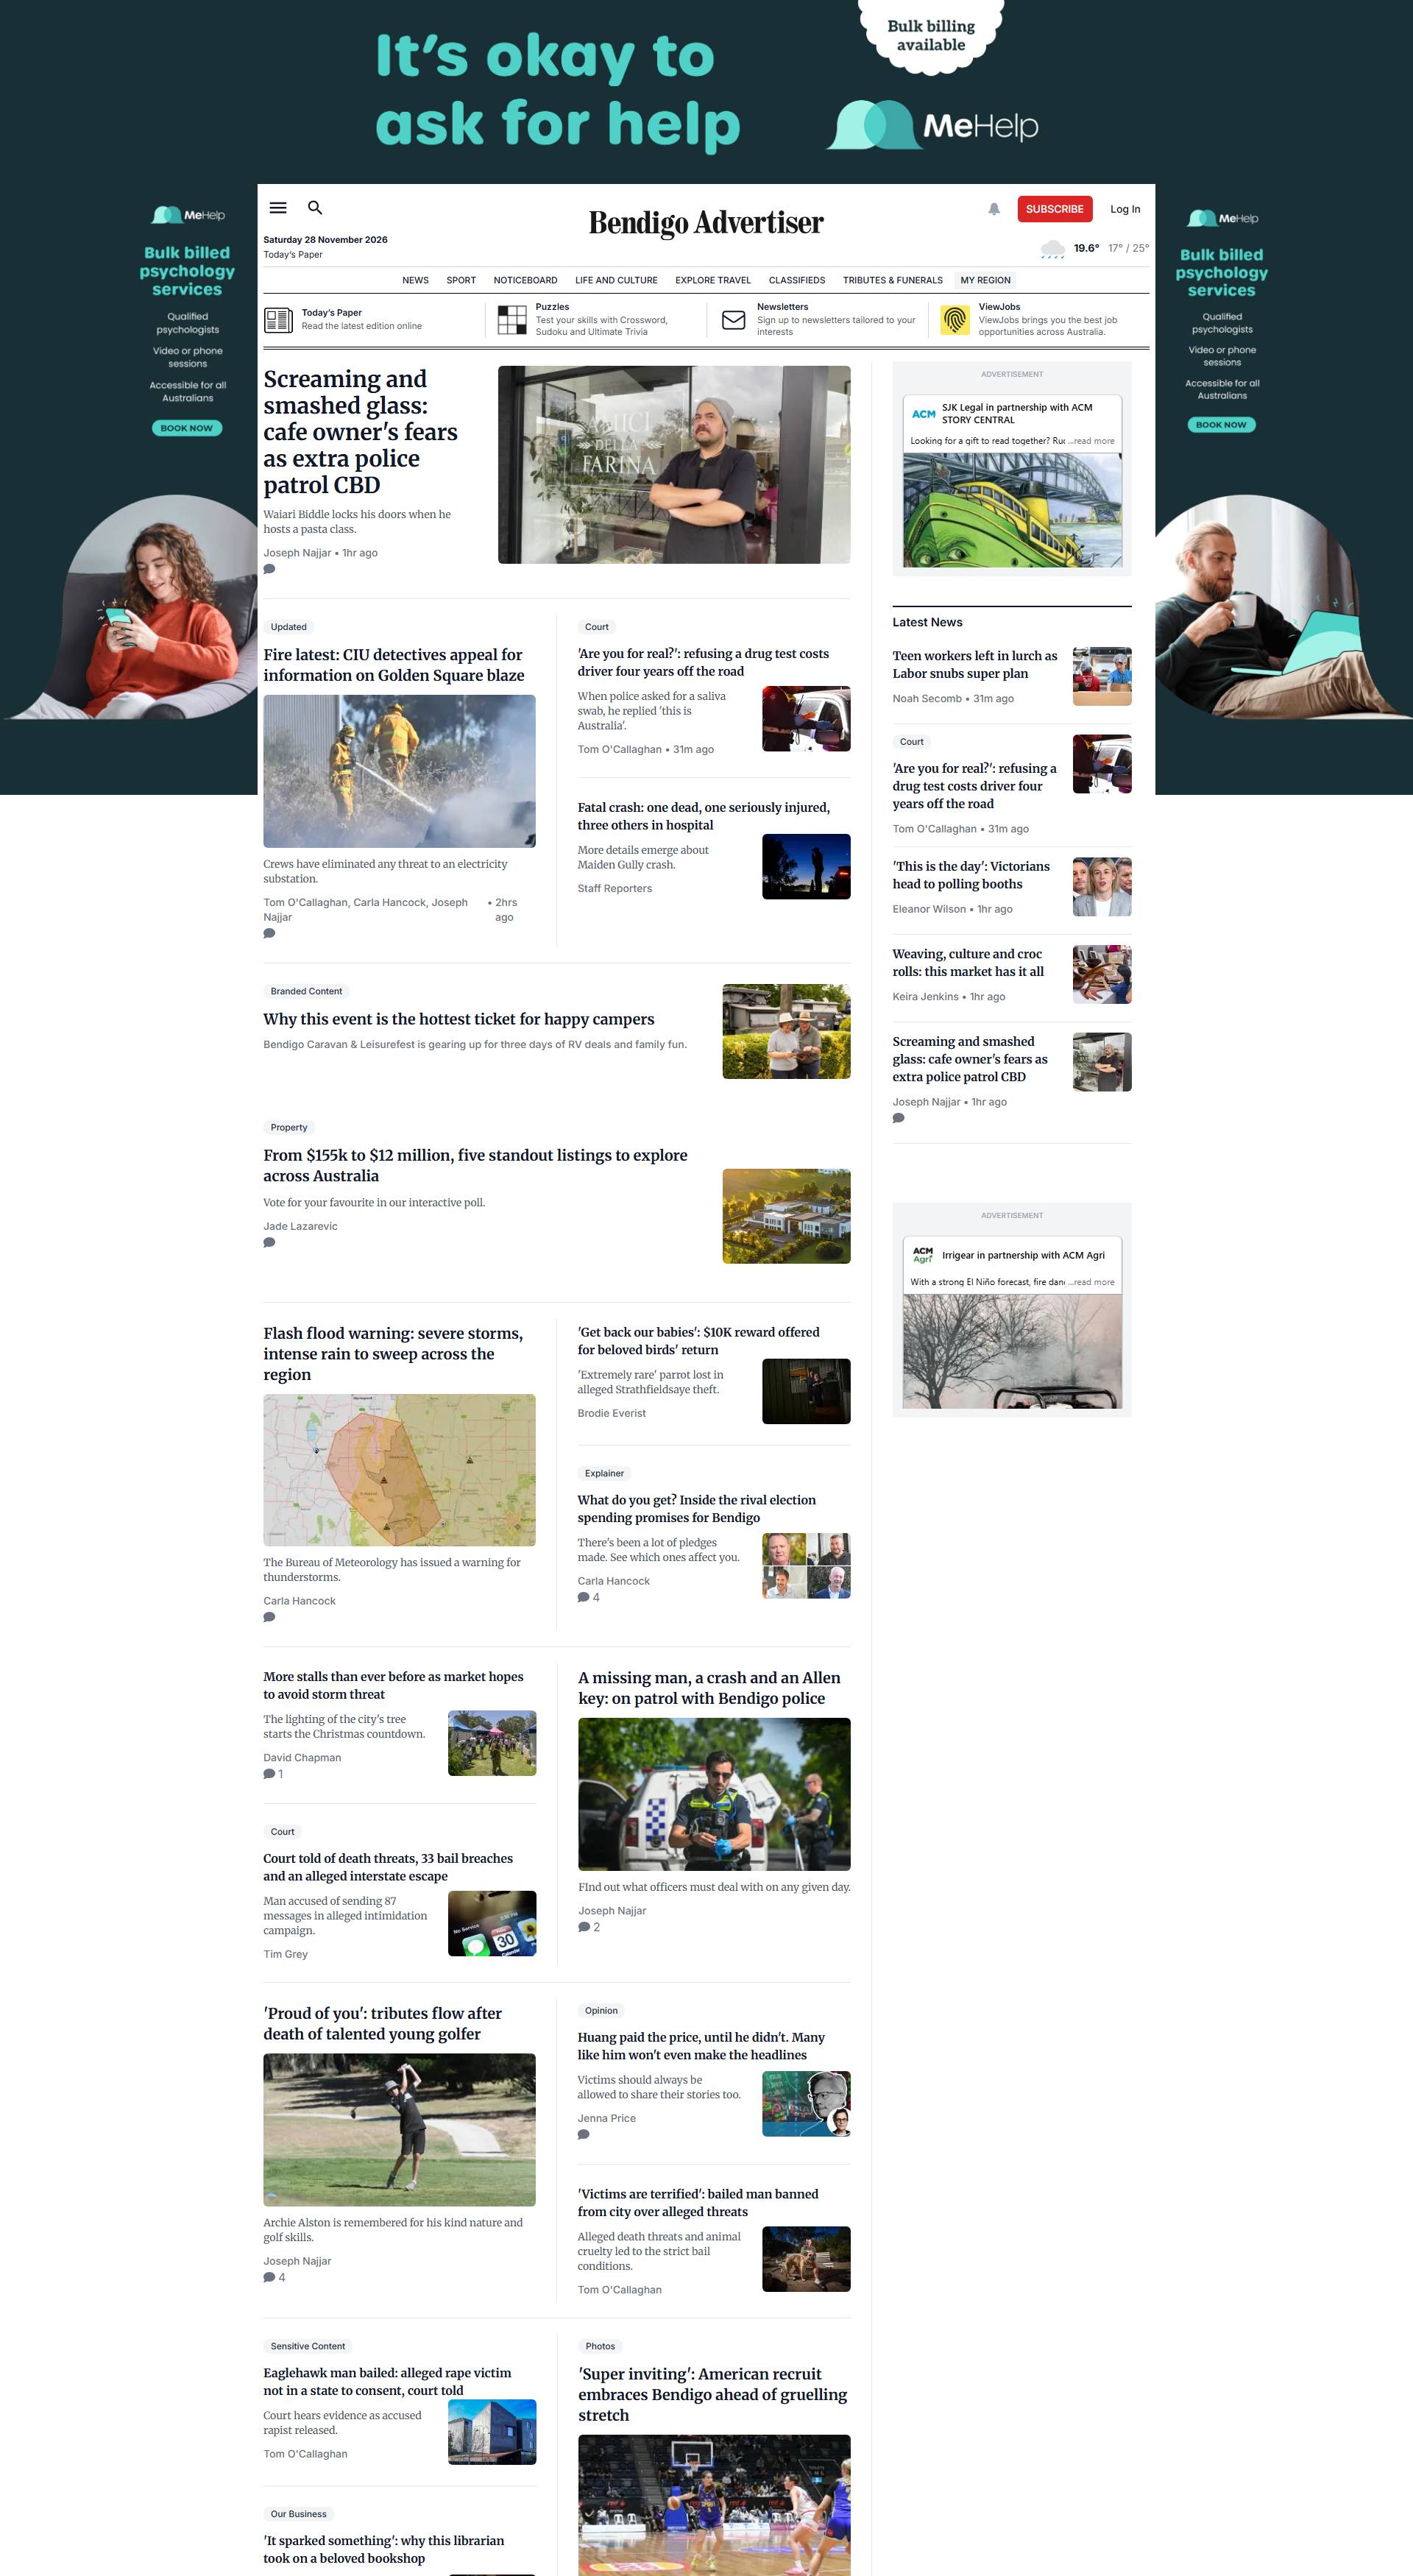 It's okay to
ask for help
Bulk billing
available
MeHelp
MeHelp
Bulk billed
psychology
services
Qualified
psychologists
Video or phone
sessions
Accessible for all
Australians
BOOK NOW
MeHelp
Bulk billed
psychology
services
Qualified
psychologists
Video or phone
sessions
Accessible for all
Australians
BOOK NOW
Bendigo Advertiser
SUBSCRIBE
Log In
Saturday 28 November 2026
Today's Paper
19.6° 17° / 25°
NEWS SPORT NOTICEBOARD LIFE AND CULTURE EXPLORE TRAVEL CLASSIFIEDS TRIBUTES & FUNERALS MY REGION
Today's Paper
Read the latest edition online
Puzzles
Test your skills with Crossword,
Sudoku and Ultimate Trivia
Newsletters
Sign up to newsletters tailored to your
interests
ViewJobs
ViewJobs brings you the best job
opportunities across Australia.
Screaming and
smashed glass:
cafe owner's fears
as extra police
patrol CBD
Waiari Biddle locks his doors when he
hosts a pasta class.
Joseph Najjar • 1hr ago
AMICI
DELLA
FARINA
Updated
Fire latest: CIU detectives appeal for
information on Golden Square blaze
Crews have eliminated any threat to an electricity
substation.
Tom O'Callaghan, Carla Hancock, Joseph
Najjar
• 2hrs
ago
Court
'Are you for real?': refusing a drug test costs
driver four years off the road
When police asked for a saliva
swab, he replied 'this is
Australia'.
Tom O'Callaghan • 31m ago
Fatal crash: one dead, one seriously injured,
three others in hospital
More details emerge about
Maiden Gully crash.
Staff Reporters
Branded Content
Why this event is the hottest ticket for happy campers
Bendigo Caravan & Leisurefest is gearing up for three days of RV deals and family fun.
Property
From $155k to $12 million, five standout listings to explore
across Australia
Vote for your favourite in our interactive poll.
Jade Lazarevic
Flash flood warning: severe storms,
intense rain to sweep across the
region
The Bureau of Meteorology has issued a warning for
thunderstorms.
Carla Hancock
'Get back our babies': $10K reward offered
for beloved birds' return
'Extremely rare' parrot lost in
alleged Strathfieldsaye theft.
Brodie Everist
Explainer
What do you get? Inside the rival election
spending promises for Bendigo
There's been a lot of pledges
made. See which ones affect you.
Carla Hancock
4
More stalls than ever before as market hopes
to avoid storm threat
The lighting of the city's tree
starts the Christmas countdown.
David Chapman
1
Court
Court told of death threats, 33 bail breaches
and an alleged interstate escape
Man accused of sending 87
messages in alleged intimidation
campaign.
Tim Grey
No Service
30
Calendar
A missing man, a crash and an Allen
key: on patrol with Bendigo police
FInd out what officers must deal with on any given day.
Joseph Najjar
2
'Proud of you': tributes flow after
death of talented young golfer
Archie Alston is remembered for his kind nature and
golf skills.
Joseph Najjar
4
Opinion
Huang paid the price, until he didn't. Many
like him won't even make the headlines
Victims should always be
allowed to share their stories too.
Jenna Price
'Victims are terrified': bailed man banned
from city over alleged threats
Alleged death threats and animal
cruelty led to the strict bail
conditions.
Tom O'Callaghan
Sensitive Content
Eaglehawk man bailed: alleged rape victim
not in a state to consent, court told
Court hears evidence as accused
rapist released.
Tom O'Callaghan
Our Business
'It sparked something': why this librarian
took on a beloved bookshop
Photos
'Super inviting': American recruit
embraces Bendigo ahead of gruelling
stretch
ADVERTISEMENT
ACM
SJK Legal in partnership with ACM
STORY CENTRAL
Looking for a gift to read together? Ruc ...read more
Latest News
Teen workers left in lurch as
Labor snubs super plan
Noah Secomb • 31m ago
Court
'Are you for real?': refusing a
drug test costs driver four
years off the road
Tom O'Callaghan • 31m ago
'This is the day': Victorians
head to polling booths
Eleanor Wilson • 1hr ago
Weaving, culture and croc
rolls: this market has it all
Keira Jenkins • 1hr ago
Screaming and smashed
glass: cafe owner's fears as
extra police patrol CBD
Joseph Najjar • 1hr ago
ADVERTISEMENT
ACM
Agri
Irrigear in partnership with ACM Agri
With a strong El Niño forecast, fire dang ...read more